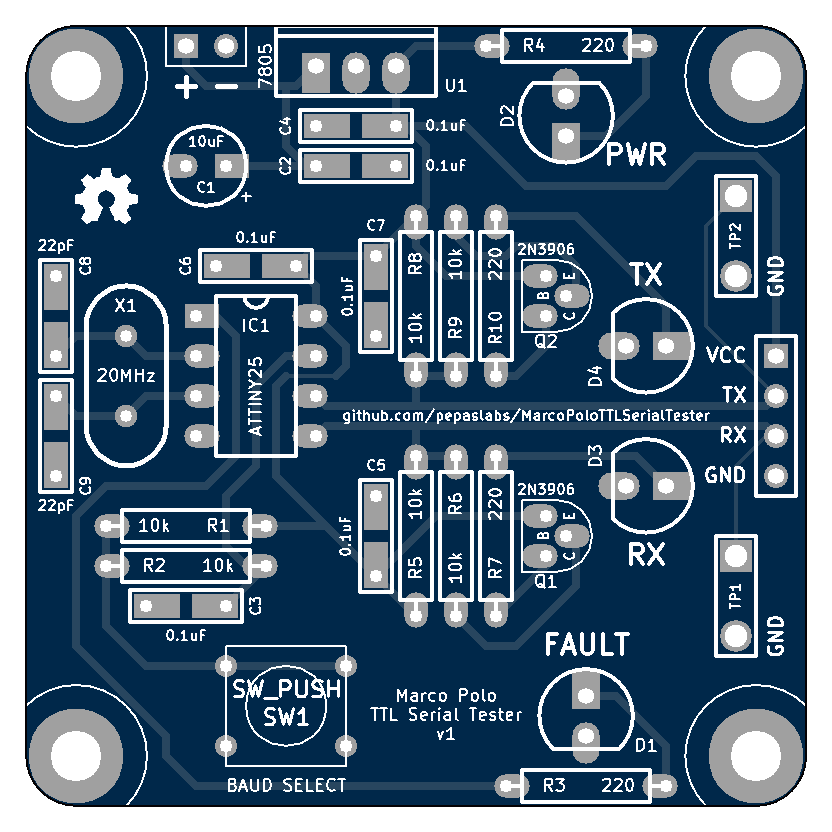 R4 220
7805
U1
+ -
D2
C4 0.1uF
10uF
C1
+
C2 0.1uF
PWR
TP2
GND
22pF
C8
0.1uF
C6
C7
0.1uF
R8 10k
10k R9
220 R10
2N3906
E
B
C
Q2
TX
D4
X1
20MHz
IC1
ATTINY25
VCC
TX
RX
GND
github.com/pepaslabs/MarcoPoloTTLSerialTester
C9
22pF
C5
0.1uF
10k R5
R6 10k
220 R7
2N3906
E
B
C
Q1
D3
RX
10k R1
R2 10k
C3
0.1uF
TP1
GND
FAULT
SW_PUSH
SW1
BAUD SELECT
Marco Polo
TTL Serial Tester
v1
D1
R3 220